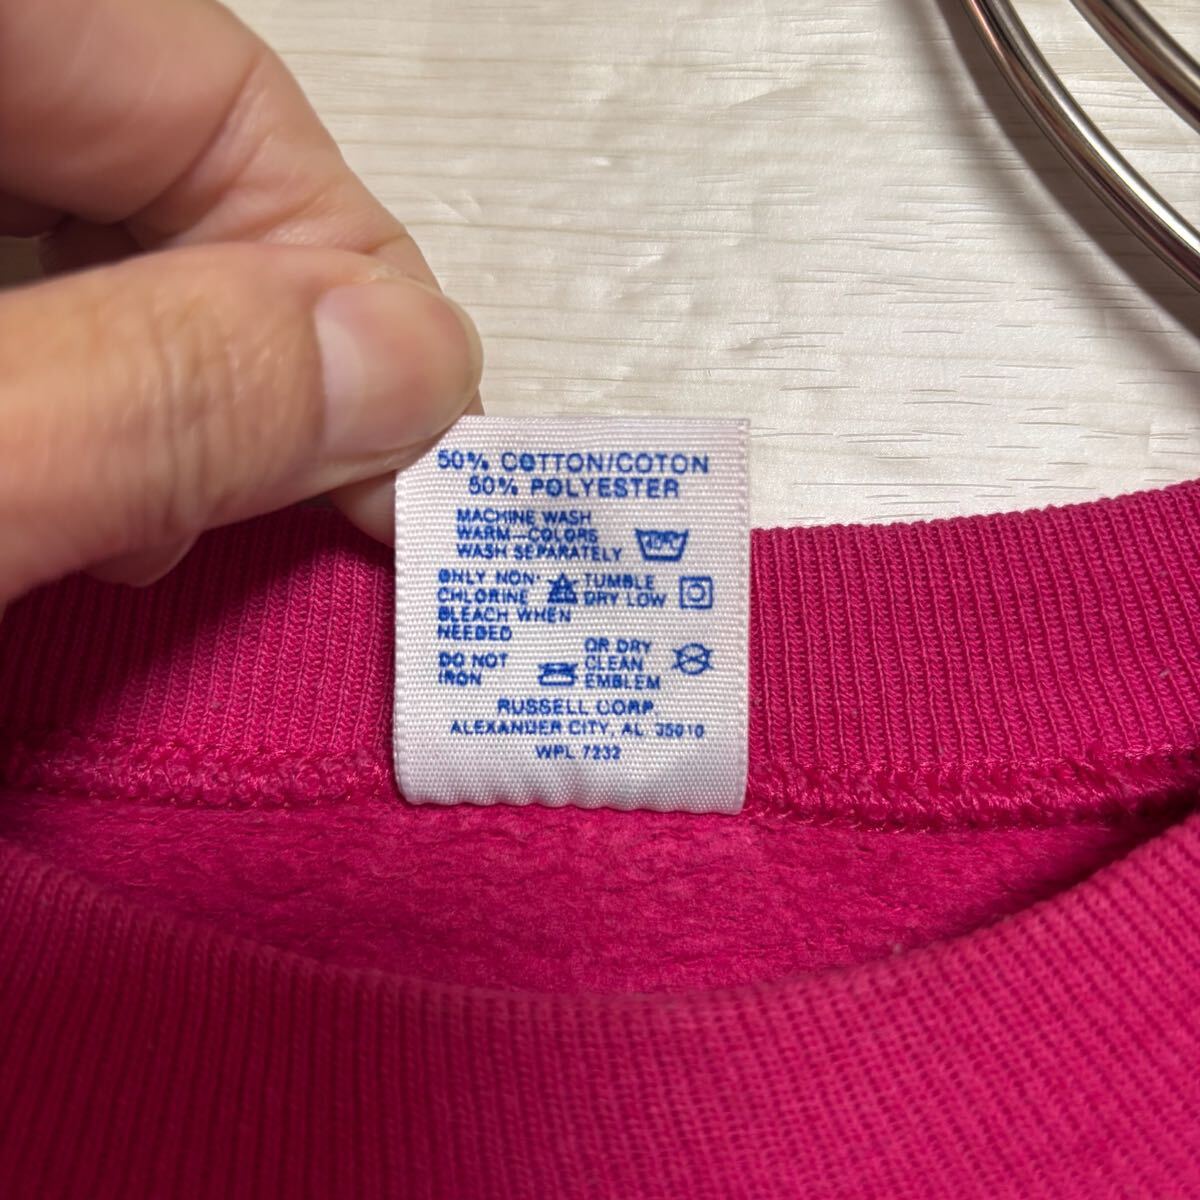 50% COTTON/COTON
50% POLYESTER
MACHINE WASH
WARM-COLORS
WASH SEPARATELY
ONLY NON-
CHLORINE
BLEACH WHEN
NEEDED
TUMBLE
DRY LOW
DO NOT
IRON
OR DRY
CLEAN
EMBLEM
RUSSELL CORP
ALEXANDER CITY, AL 35010
WPL 7232